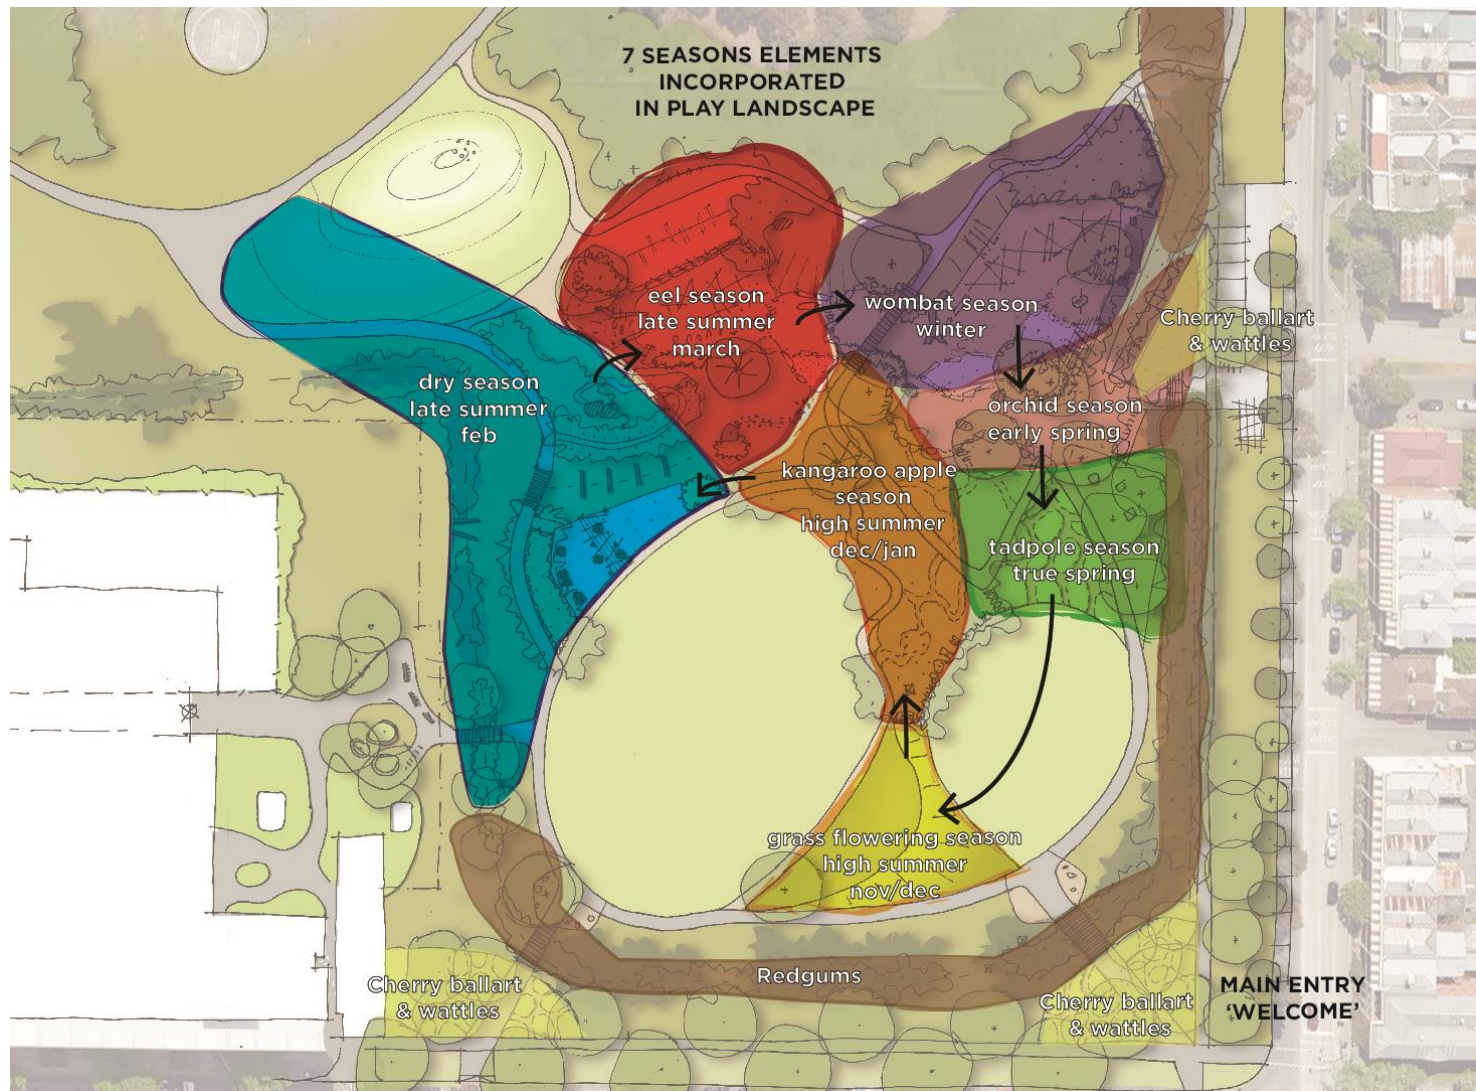 7 SEASONS ELEMENTS
INCORPORATED
IN PLAY LANDSCAPE
eel season
late summer
march
wombat season
winter
Cherry ballart
& wattles
dry season
late summer
feb
orchid season
early spring
kangaroo apple
season
high summer
dec/jan
tadpole season
true spring
grass flowering season
high summer
nov/dec
Redgums
Cherry ballart
& wattles
Cherry ballart
& wattles
MAIN ENTRY
‘WELCOME’